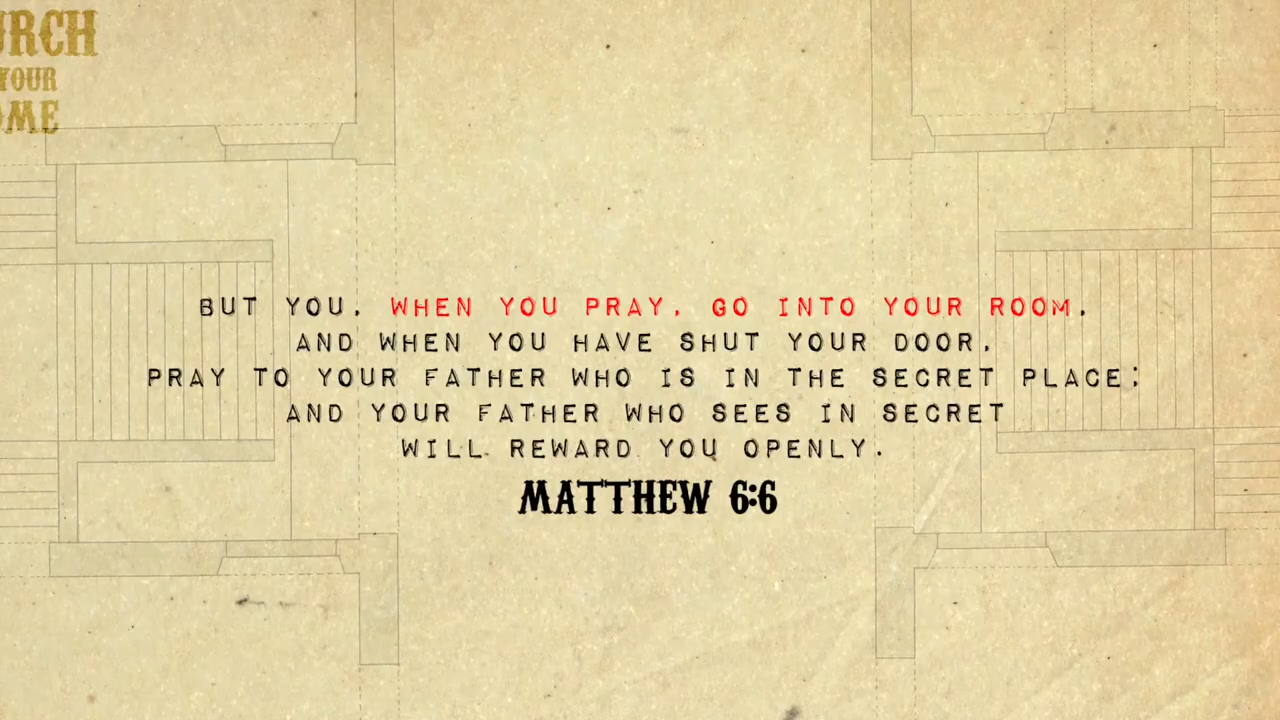 URCH
YOUR
OME
BUT YOU, WHEN YOU PRAY, GO INTO YOUR ROOM,
AND WHEN YOU HAVE SHUT YOUR DOOR,
PRAY TO YOUR FATHER WHO IS IN THE SECRET PLACE;
AND YOUR FATHER WHO SEES IN SECRET
WILL REWARD YOU OPENLY.
MATTHEW 6:6